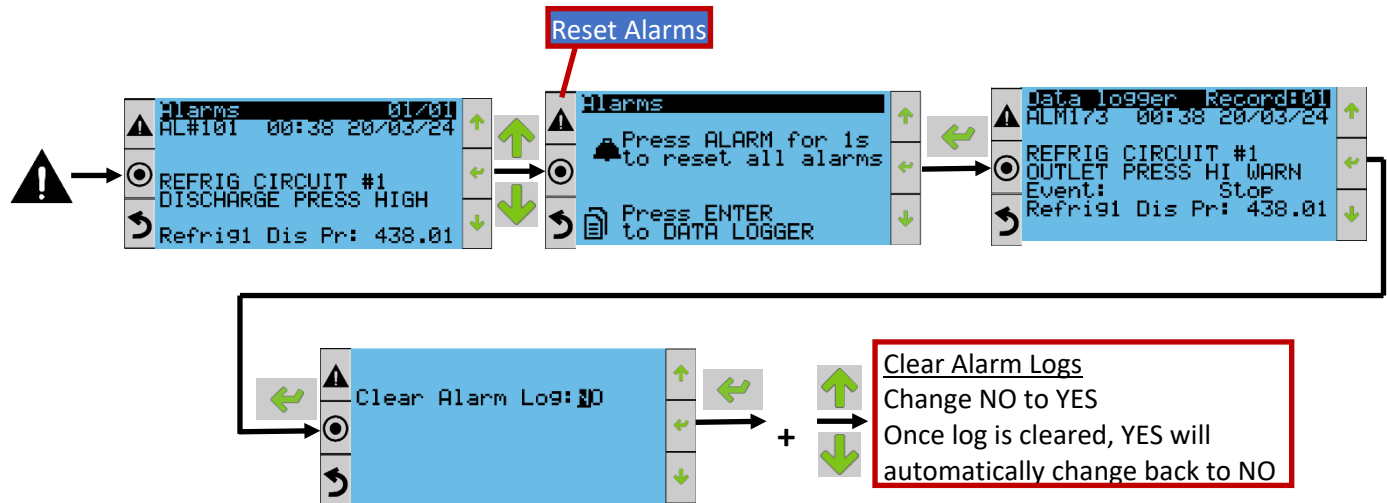 Reset Alarms
Alarms 01/01
AL#101 00:38 20/03/24
REFRIG CIRCUIT #1
DISCHARGE PRESS HIGH
Refrig1 Dis Pr: 438.01
Alarms
Press ALARM for 1s
to reset all alarms
Press ENTER
to DATA LOGGER
Data logger Record:01
ALM173 00:38 20/03/24
REFRIG CIRCUIT #1
OUTLET PRESS HI WARN
Event: Stop
Refrig1 Dis Pr: 438.01
Clear Alarm Log:NO
+
Clear Alarm Logs
Change NO to YES
Once log is cleared, YES will
automatically change back to NO